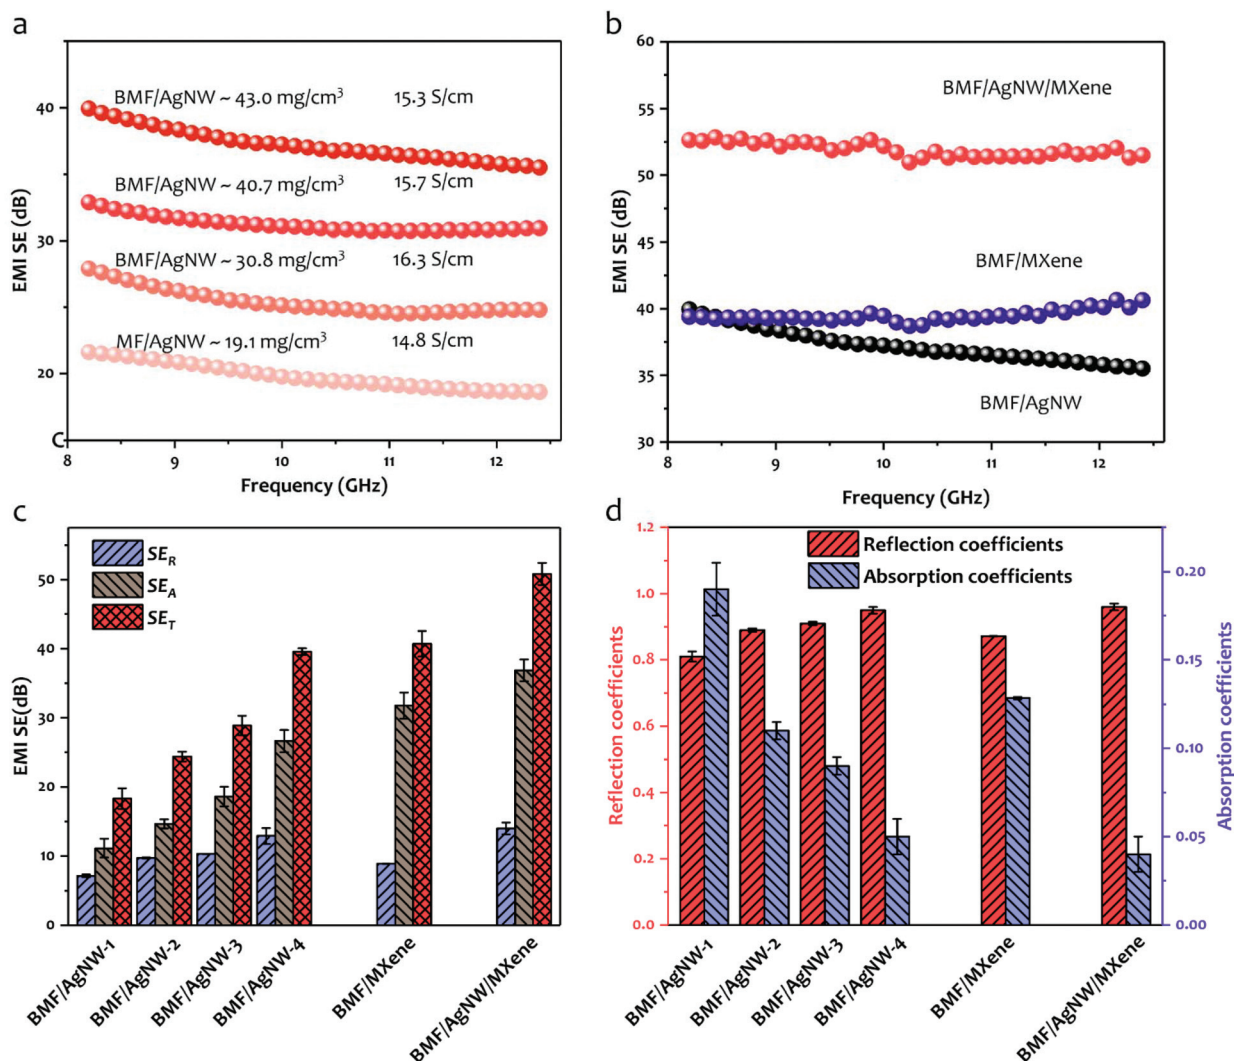 a
BMF/AgNW ~ 43.0 mg/cm³ 15.3 S/cm
BMF/AgNW ~ 40.7 mg/cm³ 15.7 S/cm
BMF/AgNW ~ 30.8 mg/cm³ 16.3 S/cm
MF/AgNW ~ 19.1 mg/cm³ 14.8 S/cm
EMI SE (dB)
40
30
20
C
8 9 10 11 12
Frequency (GHz)
b
BMF/AgNW/MXene
BMF/MXene
BMF/AgNW
EMI SE (dB)
60
55
50
45
40
35
30
8 9 10 11 12
Frequency (GHz)
c
SE_R
SE_A
SE_T
EMI SE(dB)
50
40
30
20
10
0
BMF/AgNW-1
BMF/AgNW-2
BMF/AgNW-3
BMF/AgNW-4
BMF/MXene
BMF/AgNW/MXene
d
Reflection coefficients
Absorption coefficients
Reflection coefficients
1.2
1.0
0.8
0.6
0.4
0.2
0.0
Absorption coefficients
0.20
0.15
0.10
0.05
0.00
BMF/AgNW-1
BMF/AgNW-2
BMF/AgNW-3
BMF/AgNW-4
BMF/MXene
BMF/AgNW/MXene